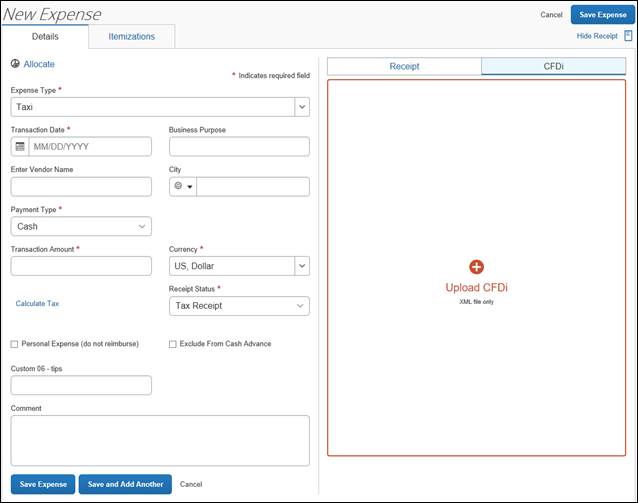 New Expense
Cancel
Save Expense
Details
Itemizations
Hide Receipt
Allocate
* Indicates required field
Expense Type *
Taxi
Transaction Date *
Business Purpose
MM/DD/YYYY
Enter Vendor Name
City
Payment Type *
Cash
Transaction Amount *
Currency *
US, Dollar
Calculate Tax
Receipt Status *
Tax Receipt
Personal Expense (do not reimburse)
Exclude From Cash Advance
Custom 06 - tips
Comment
Save Expense
Save and Add Another
Cancel
Receipt
CFDi
Upload CFDi
XML file only